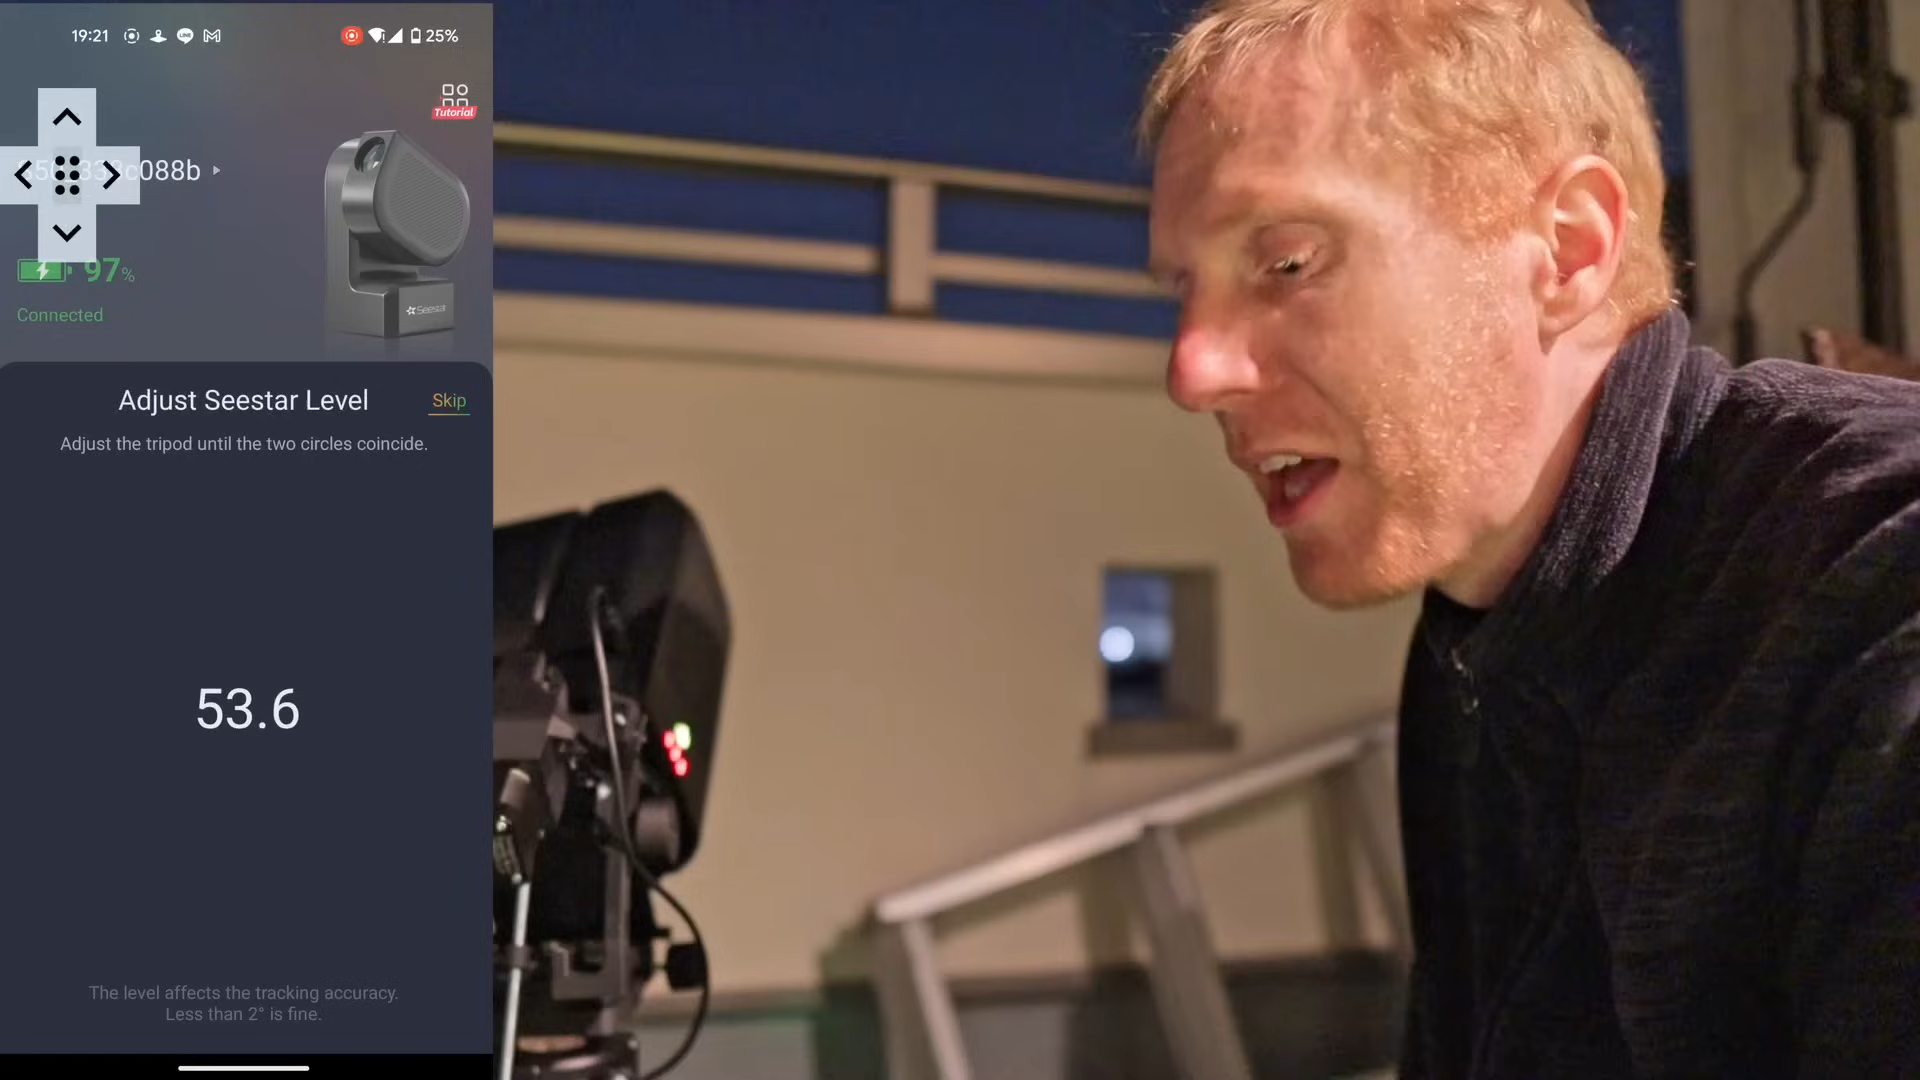 19:21
25%
Tutorial
c088b
97%
Connected
Seestar
Adjust Seestar Level
Skip
Adjust the tripod until the two circles coincide.
53.6
The level affects the tracking accuracy.
Less than 2° is fine.